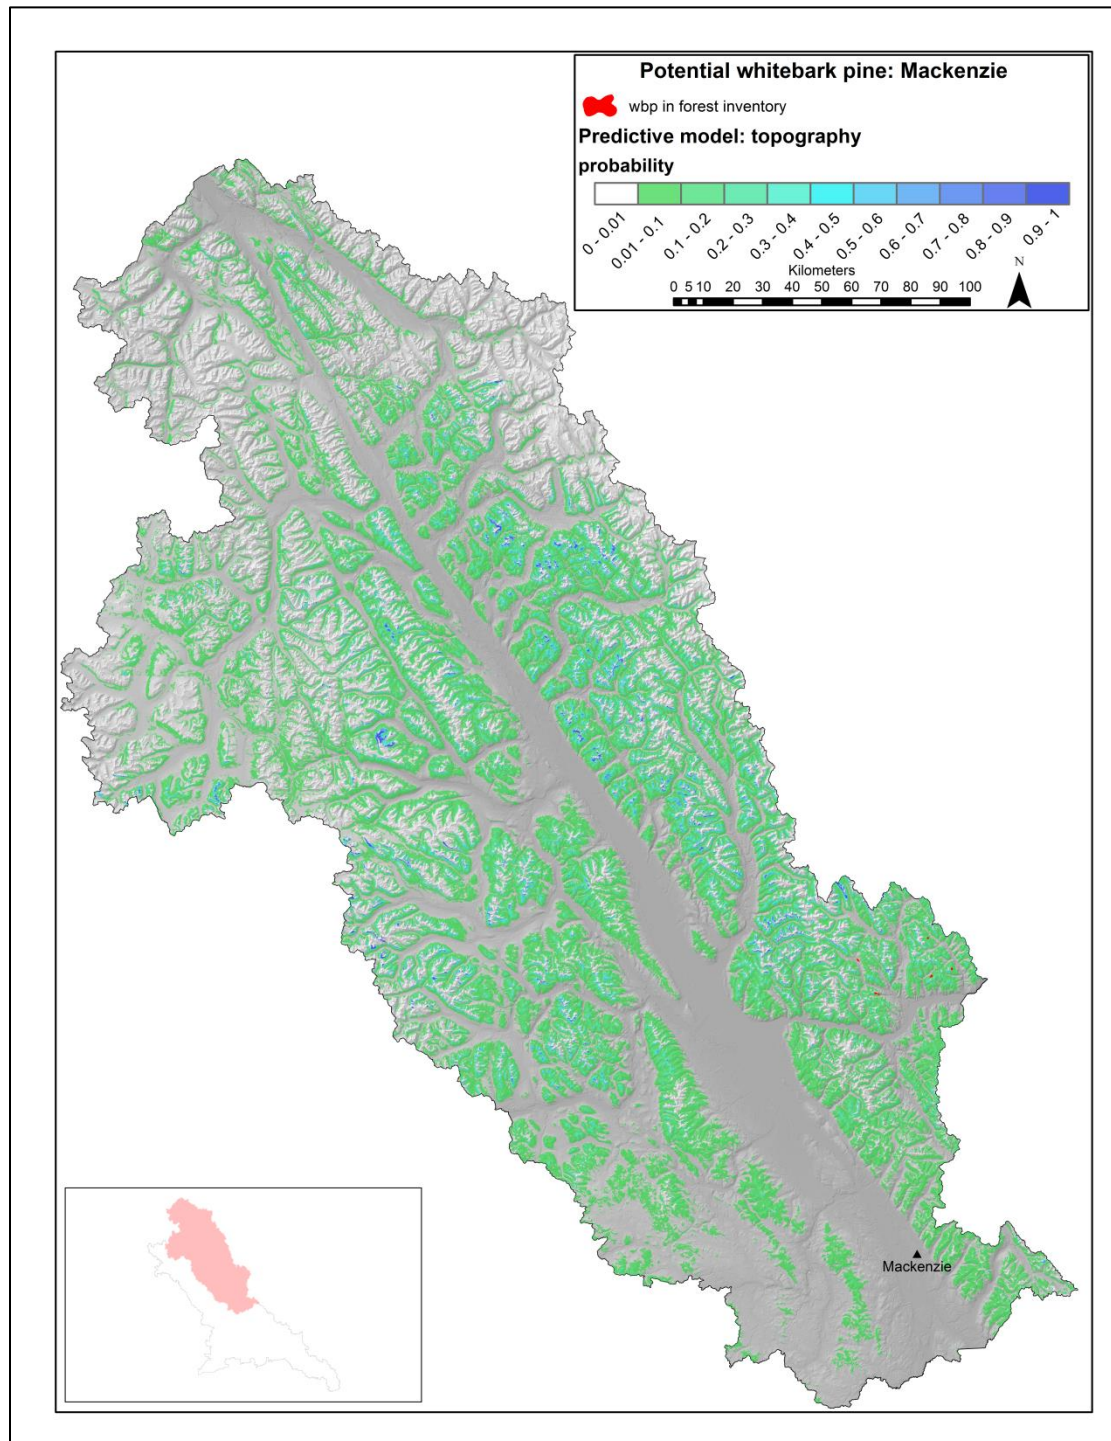 Potential whitebark pine: Mackenzie
wbp in forest inventory
Predictive model: topography
probability
0 - 0.01
0.01 - 0.1
0.1 - 0.2
0.2 - 0.3
0.3 - 0.4
0.4 - 0.5
0.5 - 0.6
0.6 - 0.7
0.7 - 0.8
0.8 - 0.9
0.9 - 1
Kilometers
N
0 5 10 20 30 40 50 60 70 80 90 100
Mackenzie